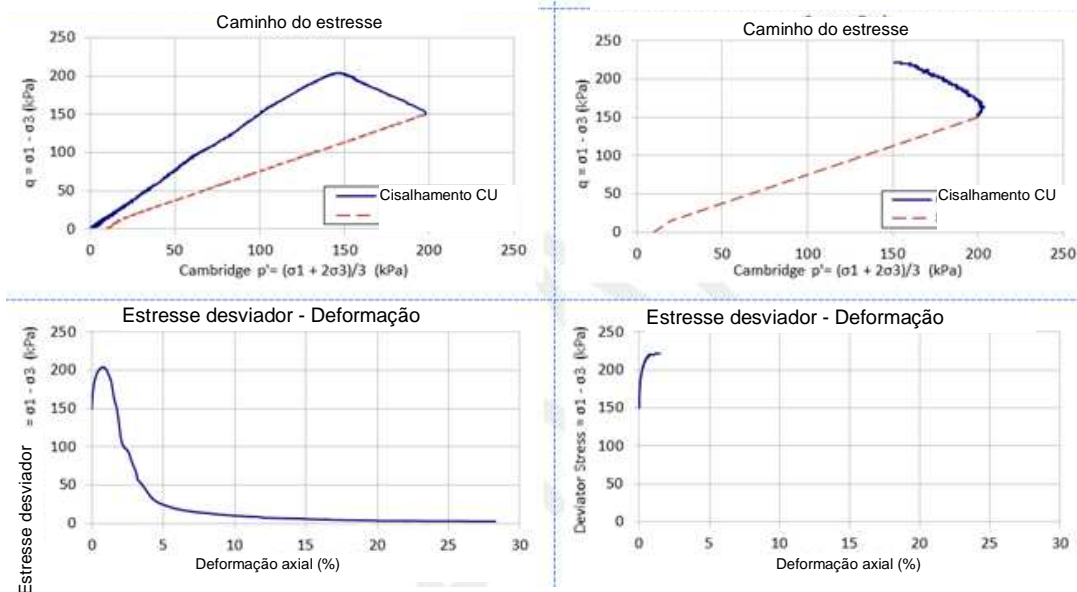 Caminho do estresse
250
200
150
100
50
0
q = σ1 - σ3 (kPa)
Cisalhamento CU
0 50 100 150 200 250
Cambridge p'= (σ1 + 2σ3)/3 (kPa)
Caminho do estresse
250
200
150
100
50
0
q = σ1 - σ3 (kPa)
Cisalhamento CU
0 50 100 150 200 250
Cambridge p'= (σ1 + 2σ3)/3 (kPa)
Estresse desviador - Deformação
250
200
150
100
50
0
Estresse desviador = σ1 - σ3 (kPa)
0 5 10 15 20 25 30
Deformação axial (%)
Estresse desviador - Deformação
250
200
150
100
50
0
Deviator Stress = σ1 - σ3 (kPa)
0 5 10 15 20 25 30
Deformação axial (%)